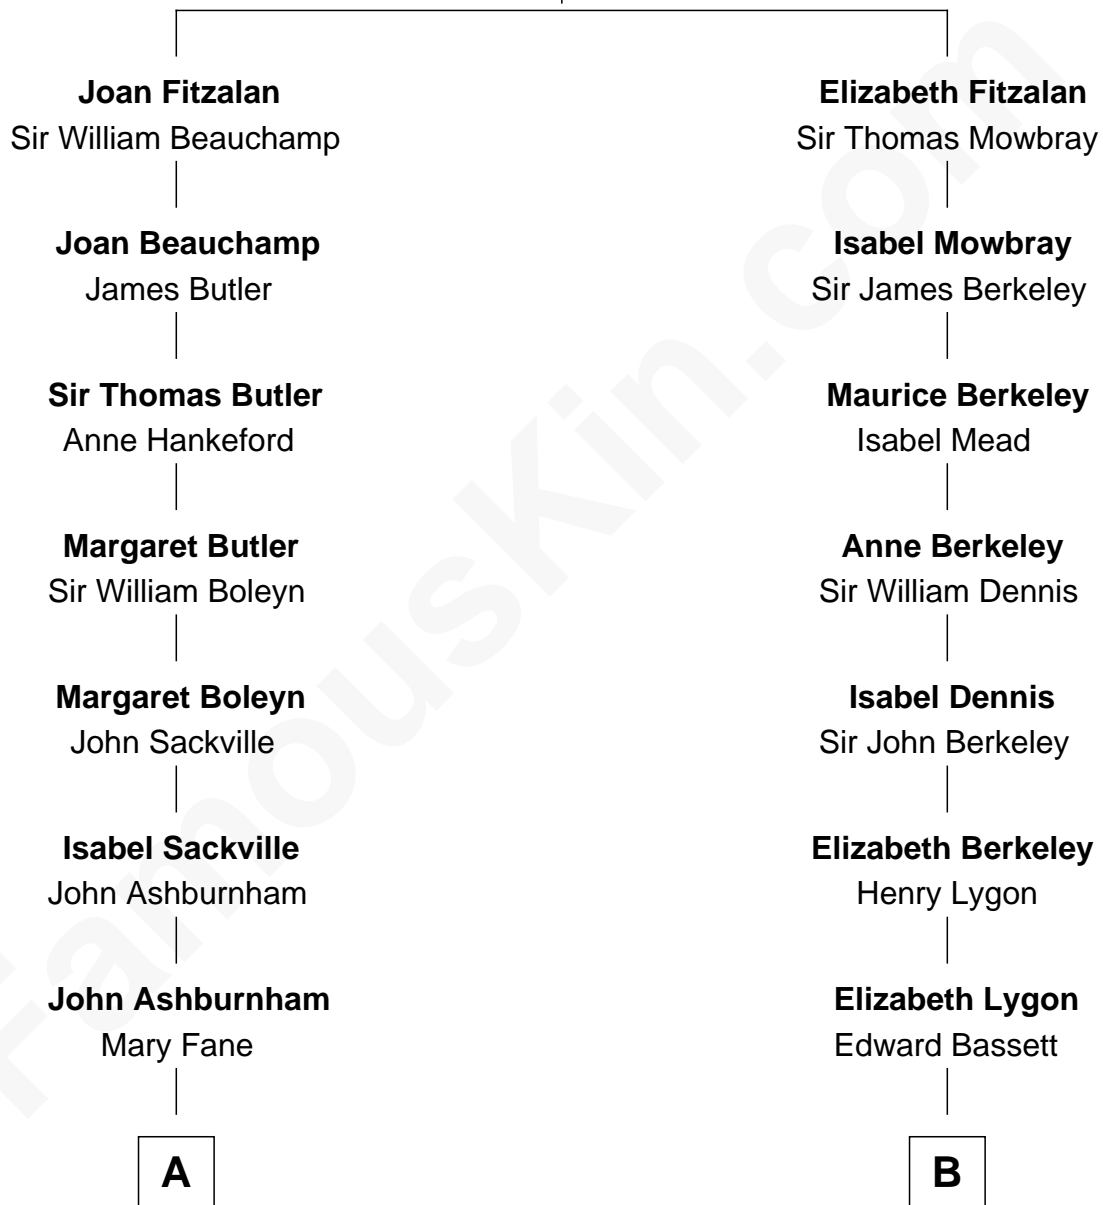 Joan Fitzalan
Sir William Beauchamp
Joan Beauchamp
James Butler
Sir Thomas Butler
Anne Hankeford
Margaret Butler
Sir William Boleyn
Margaret Boleyn
John Sackville
Isabel Sackville
John Ashburnham
John Ashburnham
Mary Fane
A
Elizabeth Fitzalan
Sir Thomas Mowbray
Isabel Mowbray
Sir James Berkeley
Maurice Berkeley
Isabel Mead
Anne Berkeley
Sir William Dennis
Isabel Dennis
Sir John Berkeley
Elizabeth Berkeley
Henry Lygon
Elizabeth Lygon
Edward Bassett
B
FamousKin.com